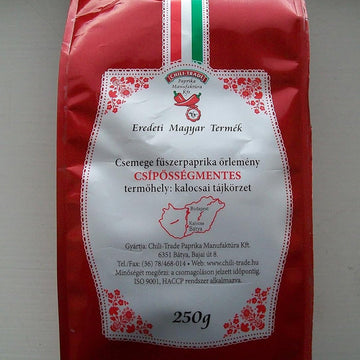 CHILI-TRADE
Paprika
Manufaktúra
Kft
Eredeti Magyar Termék
Csemege fűszerpaprika őrlemény
CSÍPŐSSÉGMENTES
termőhely: kalocsai tájkörzet
Budapest
Kalocsa
Bátya
Gyártja: Chili-Trade Paprika Manufaktúra Kft.
6351 Bátya, Bajai út 8.
Tel./Fax: (36) 78/468-014 • Web: www.chili-trade.hu
Minőségét megőrzi: a csomagoláson jelzett időpontig.
ISO 9001, HACCP rendszer alkalmazva.
250g